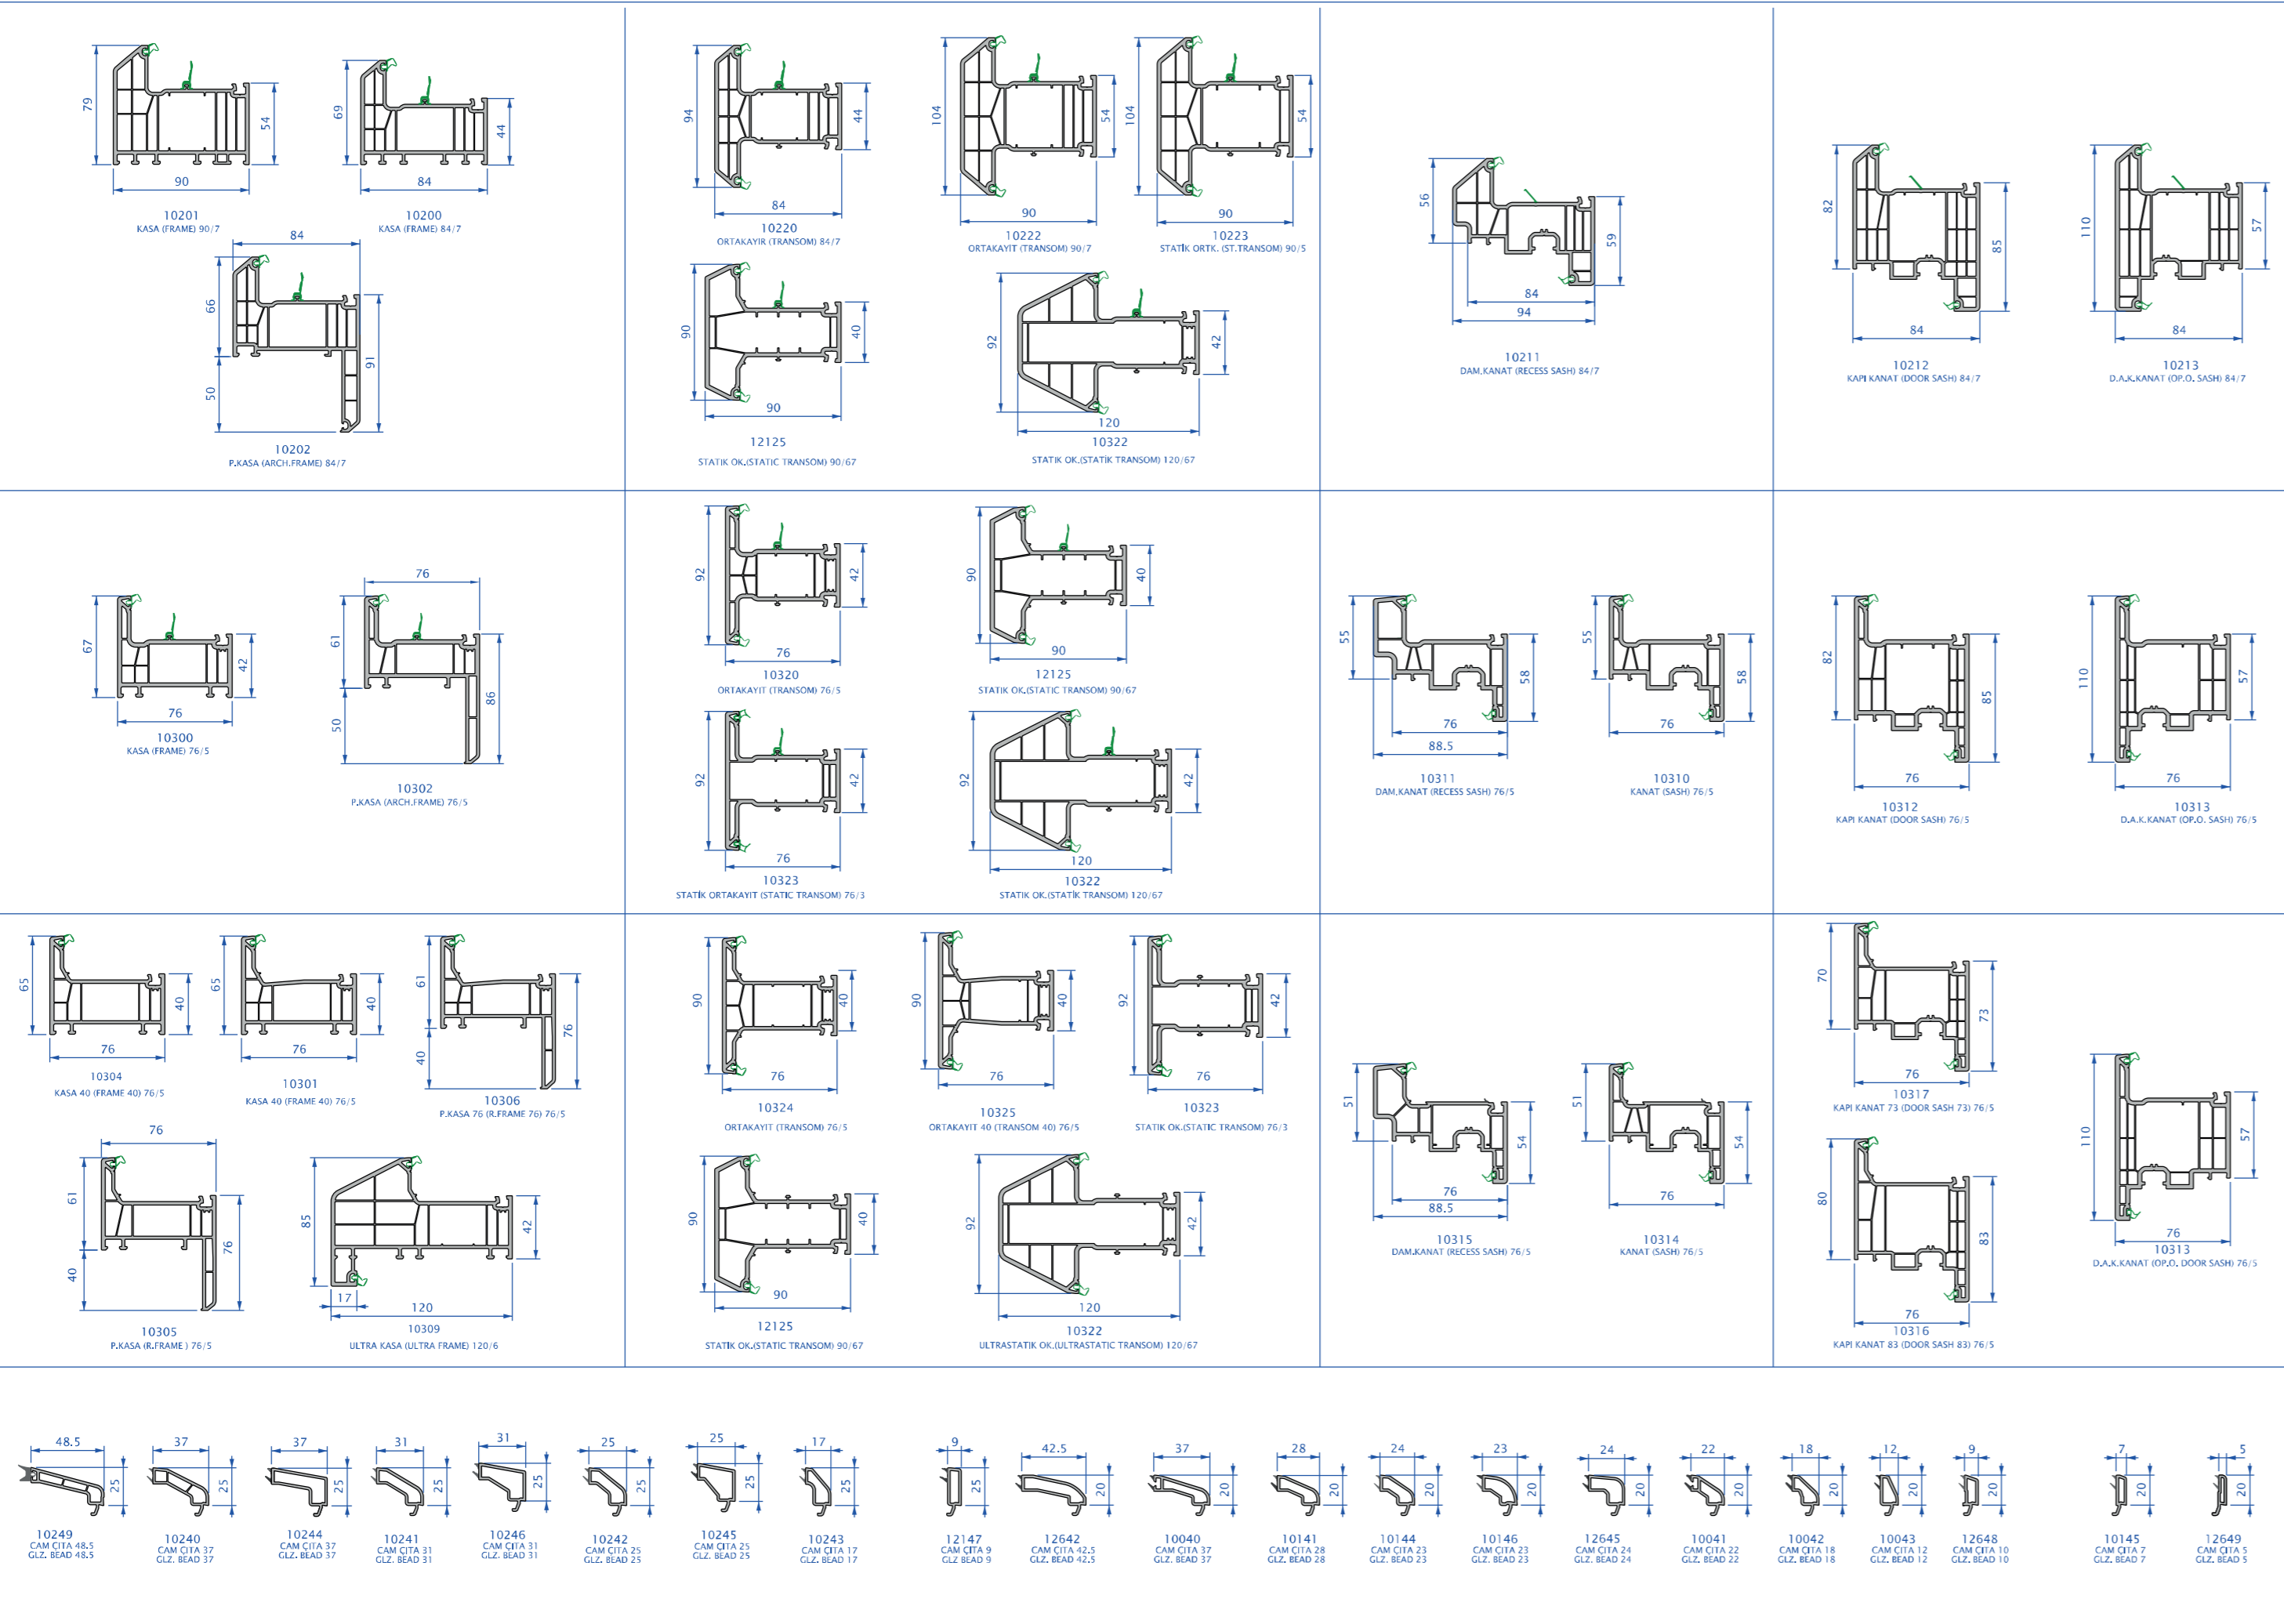 79
54
90
10201
KASA (FRAME) 90/7
69
44
84
10200
KASA (FRAME) 84/7
84
66
91
50
10202
P.KASA (ARCH.FRAME) 84/7
94
44
84
10220
ORTAKAYIR (TRANSOM) 84/7
104
54
90
10222
ORTAKAYIT (TRANSOM) 90/7
104
54
90
10223
STATİK ORTK. (ST.TRANSOM) 90/5
90
40
90
12125
STATIK OK.(STATIC TRANSOM) 90/67
92
42
120
10322
STATIK OK.(STATİK TRANSOM) 120/67
56
59
84
94
10211
DAM.KANAT (RECESS SASH) 84/7
82
85
84
10212
KAPI KANAT (DOOR SASH) 84/7
110
57
84
10213
D.A.K.KANAT (OP.O. SASH) 84/7
67
42
76
10300
KASA (FRAME) 76/5
76
61
86
50
10302
P.KASA (ARCH.FRAME) 76/5
92
42
76
10320
ORTAKAYIT (TRANSOM) 76/5
90
40
90
12125
STATIK OK.(STATIC TRANSOM) 90/67
92
42
76
10323
STATİK ORTAKAYIT (STATIC TRANSOM) 76/3
92
42
120
10322
STATIK OK.(STATİK TRANSOM) 120/67
55
58
76
88.5
10311
DAM.KANAT (RECESS SASH) 76/5
55
58
76
10310
KANAT (SASH) 76/5
82
85
76
10312
KAPI KANAT (DOOR SASH) 76/5
110
57
76
10313
D.A.K.KANAT (OP.O. SASH) 76/5
65
40
76
10304
KASA 40 (FRAME 40) 76/5
65
40
76
10301
KASA 40 (FRAME 40) 76/5
61
76
40
10306
P.KASA 76 (R.FRAME 76) 76/5
76
61
76
40
10305
P.KASA (R.FRAME ) 76/5
85
42
17
120
10309
ULTRA KASA (ULTRA FRAME) 120/6
90
40
76
10324
ORTAKAYIT (TRANSOM) 76/5
90
40
76
10325
ORTAKAYIT 40 (TRANSOM 40) 76/5
92
42
76
10323
STATIK OK.(STATIC TRANSOM) 76/3
90
40
90
12125
STATİK OK.(STATIC TRANSOM) 90/67
92
42
120
10322
ULTRASTATIK OK.(ULTRASTATIC TRANSOM) 120/67
51
54
76
88.5
10315
DAM.KANAT (RECESS SASH) 76/5
51
54
76
10314
KANAT (SASH) 76/5
70
73
76
10317
KAPI KANAT 73 (DOOR SASH 73) 76/5
80
83
76
10316
KAPI KANAT 83 (DOOR SASH 83) 76/5
110
57
76
10313
D.A.K.KANAT (OP.O. DOOR SASH) 76/5
48.5
25
10249
CAM ÇITA 48.5
GLZ. BEAD 48.5
37
25
10240
CAM ÇITA 37
GLZ. BEAD 37
37
25
10244
CAM ÇITA 37
GLZ. BEAD 37
31
25
10241
CAM ÇITA 31
GLZ. BEAD 31
31
25
10246
CAM ÇITA 31
GLZ. BEAD 31
25
25
10242
CAM ÇITA 25
GLZ. BEAD 25
25
25
10245
CAM ÇITA 25
GLZ. BEAD 25
17
25
10243
CAM ÇITA 17
GLZ. BEAD 17
9
25
12147
CAM ÇITA 9
GLZ BEAD 9
42.5
20
12642
CAM ÇITA 42.5
GLZ. BEAD 42.5
37
20
10040
CAM ÇITA 37
GLZ. BEAD 37
28
20
10141
CAM ÇITA 28
GLZ. BEAD 28
24
20
10144
CAM ÇITA 23
GLZ. BEAD 23
23
20
10146
CAM ÇITA 23
GLZ. BEAD 23
24
20
12645
CAM ÇITA 24
GLZ. BEAD 24
22
20
10041
CAM ÇITA 22
GLZ. BEAD 22
18
20
10042
CAM ÇITA 18
GLZ. BEAD 18
12
20
10043
CAM ÇITA 12
GLZ. BEAD 12
9
20
12648
CAM ÇITA 10
GLZ. BEAD 10
7
20
10145
CAM ÇITA 7
GLZ. BEAD 7
5
20
12649
CAM ÇITA 5
GLZ. BEAD 5